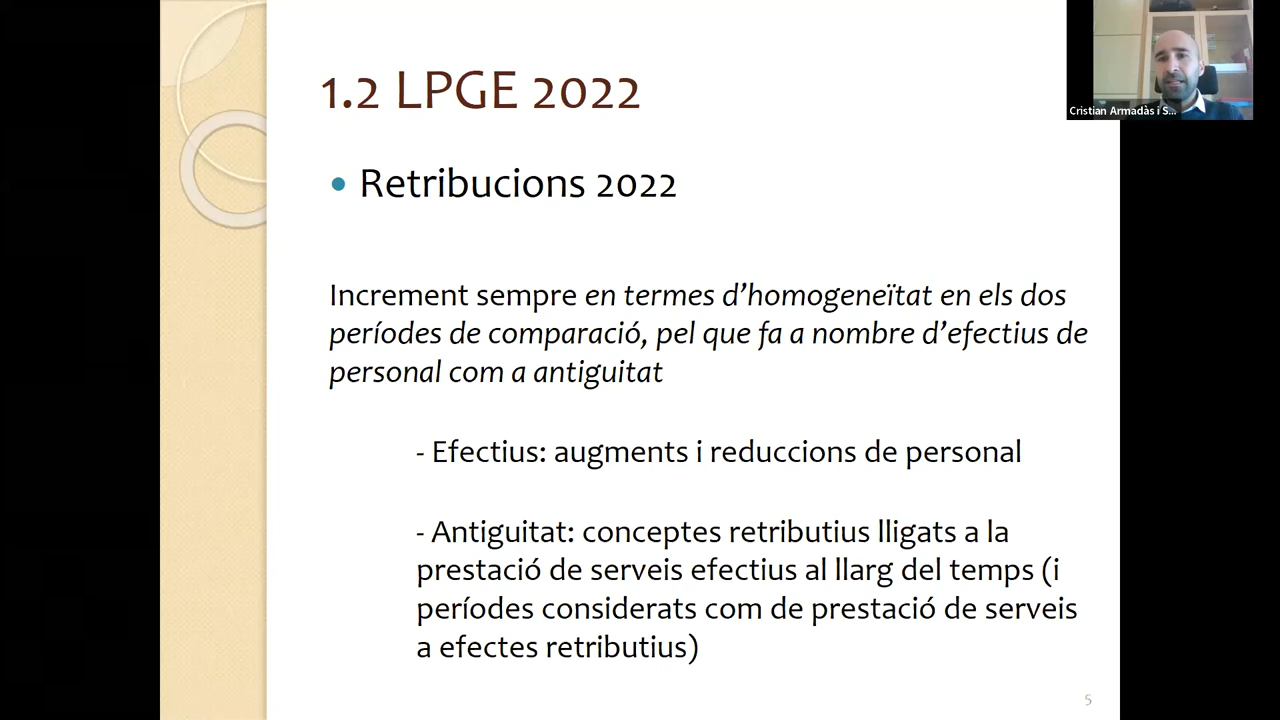 1.2 LPGE 2022
Cristian Armadàs i S...
• Retribucions 2022
Increment sempre en termes d’homogeneïtat en els dos
períodes de comparació, pel que fa a nombre d’efectius de
personal com a antiguitat
- Efectius: augments i reduccions de personal
- Antiguitat: conceptes retributius lligats a la
prestació de serveis efectius al llarg del temps (i
períodes considerats com de prestació de serveis
a efectes retributius)
5